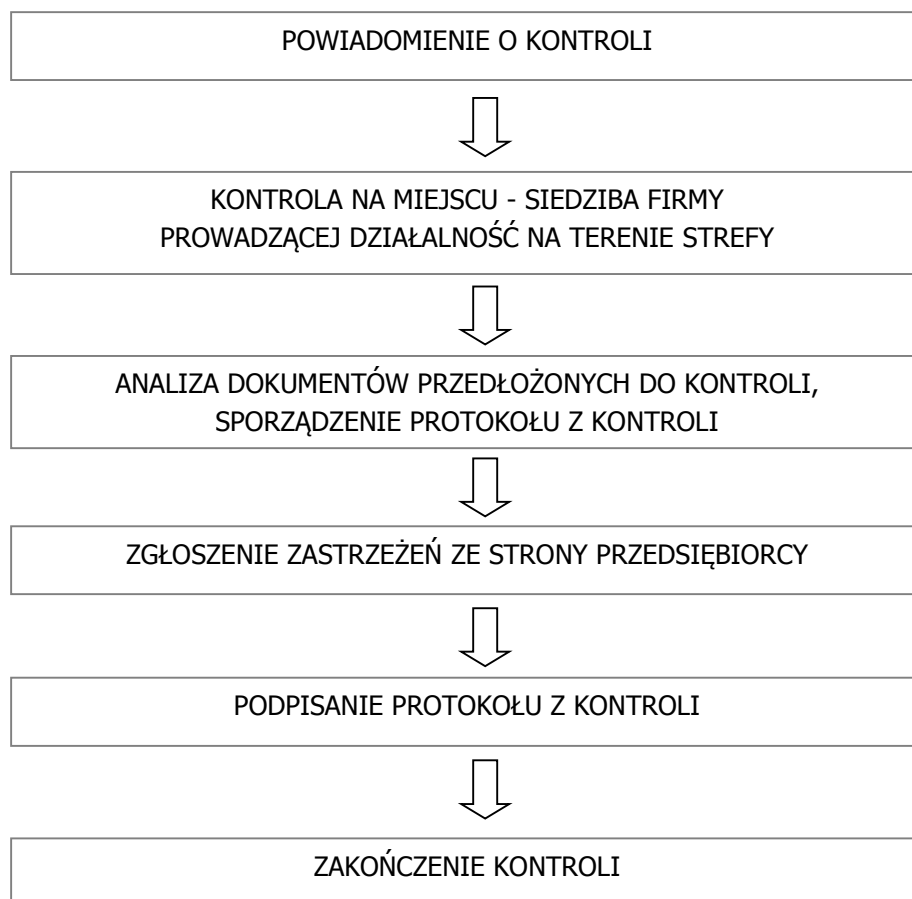 POWIADOMIENIE O KONTROLI
KONTROLA NA MIEJSCU - SIEDZIBA FIRMY
PROWADZĄCEJ DZIAŁALNOŚĆ NA TERENIE STREFY
ANALIZA DOKUMENTÓW PRZEDŁOŻONYCH DO KONTROLI,
SPORZĄDZENIE PROTOKOŁU Z KONTROLI
ZGŁOSZENIE ZASTRZEŻEŃ ZE STRONY PRZEDSIĘBIORCY
PODPISANIE PROTOKOŁU Z KONTROLI
ZAKOŃCZENIE KONTROLI